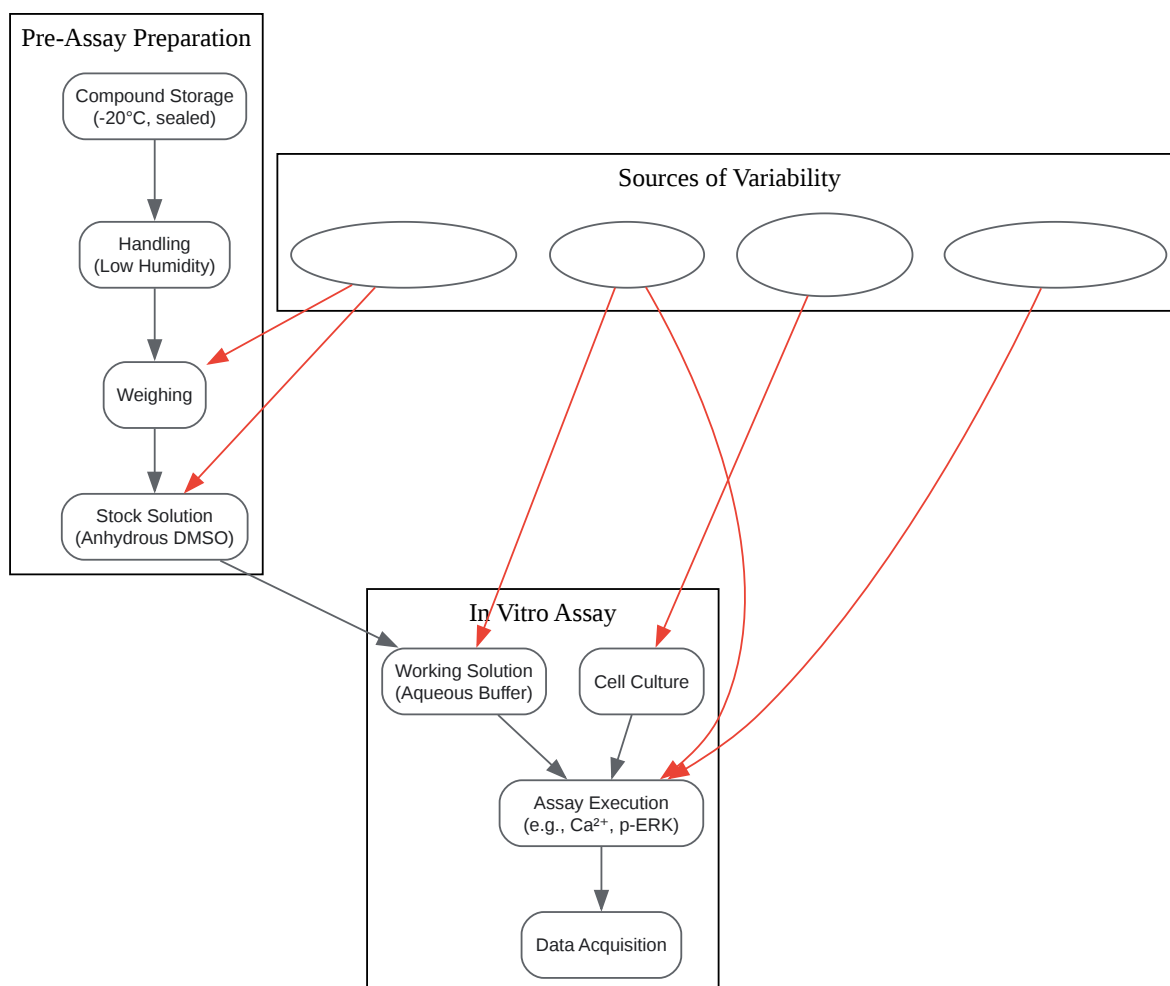 Pre-Assay Preparation
Compound Storage
(-20°C, sealed)
Handling
(Low Humidity)
Weighing
Stock Solution
(Anhydrous DMSO)
Sources of Variability
In Vitro Assay
Working Solution
(Aqueous Buffer)
Cell Culture
Assay Execution
(e.g., Ca²⁺, p-ERK)
Data Acquisition